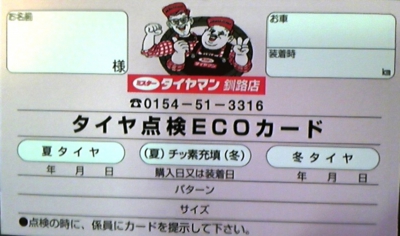 お名前
様
お車
装着時
km
ミスタータイヤマン 釧路店
☎0154-51-3316
タイヤ点検ECOカード
夏タイヤ (夏)チッ素充填(冬) 冬タイヤ
年 月 日 購入日又は装着日 年 月 日
パターン
サイズ
●点検の時に、係員にカードを提示して下さい。